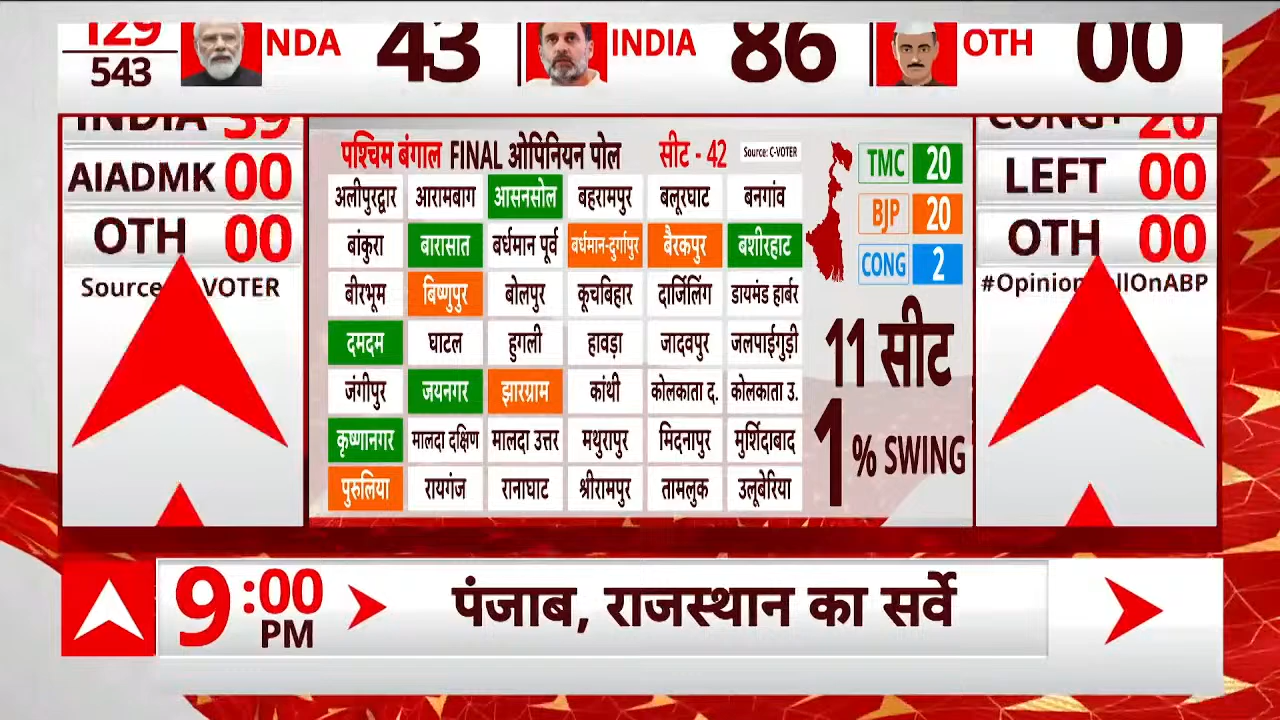 129
543
NDA 43
INDIA 86
OTH 00
INDIA 39
AIADMK 00
OTH 00
Source VOTER
पश्चिम बंगाल FINAL ओपिनियन पोल सीट - 42 Source: C-VOTER
अलीपुरद्वार आरामबाग आसनसोल बहरामपुर बलूरघाट बनगांव
बांकुरा बारासात बर्धमान पूर्व बर्धमान-दुर्गापुर बैरकपुर बशीरहाट
बीरभूम बिष्णुपुर बोलपुर कूचबिहार दार्जिलिंग डायमंड हार्बर
दमदम घाटल हुगली हावड़ा जादवपुर जलपाईगुड़ी
जंगीपुर जयनगर झारग्राम कांथी कोलकाता द. कोलकाता उ.
कृष्णानगर मालदा दक्षिण मालदा उत्तर मथुरापुर मिदनापुर मुर्शिदाबाद
पुरुलिया रायगंज रानाघाट श्रीरामपुर तामलुक उलूबेरिया
TMC 20
BJP 20
CONG 2
11 सीट
1% SWING
CONG+ 20
LEFT 00
OTH 00
#Opinion llOnABP
9:00 PM
पंजाब, राजस्थान का सर्वे